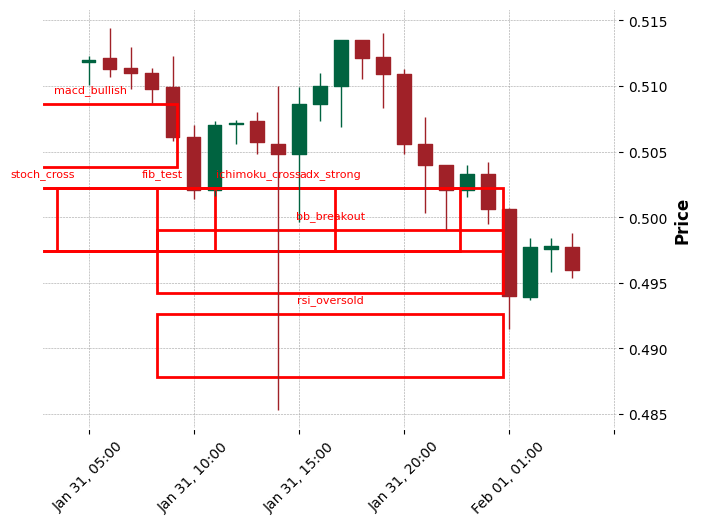 0.515
macd_bullish
0.510
0.505
stoch_cross fib_test chimoku_cross adx_strong
bb_breakout
0.500
Price
0.495
rsi_oversold
0.490
0.485
Jan 31, 05:00
Jan 31, 10:00
Jan 31, 15:00
Jan 31, 20:00
Feb 01, 01:00